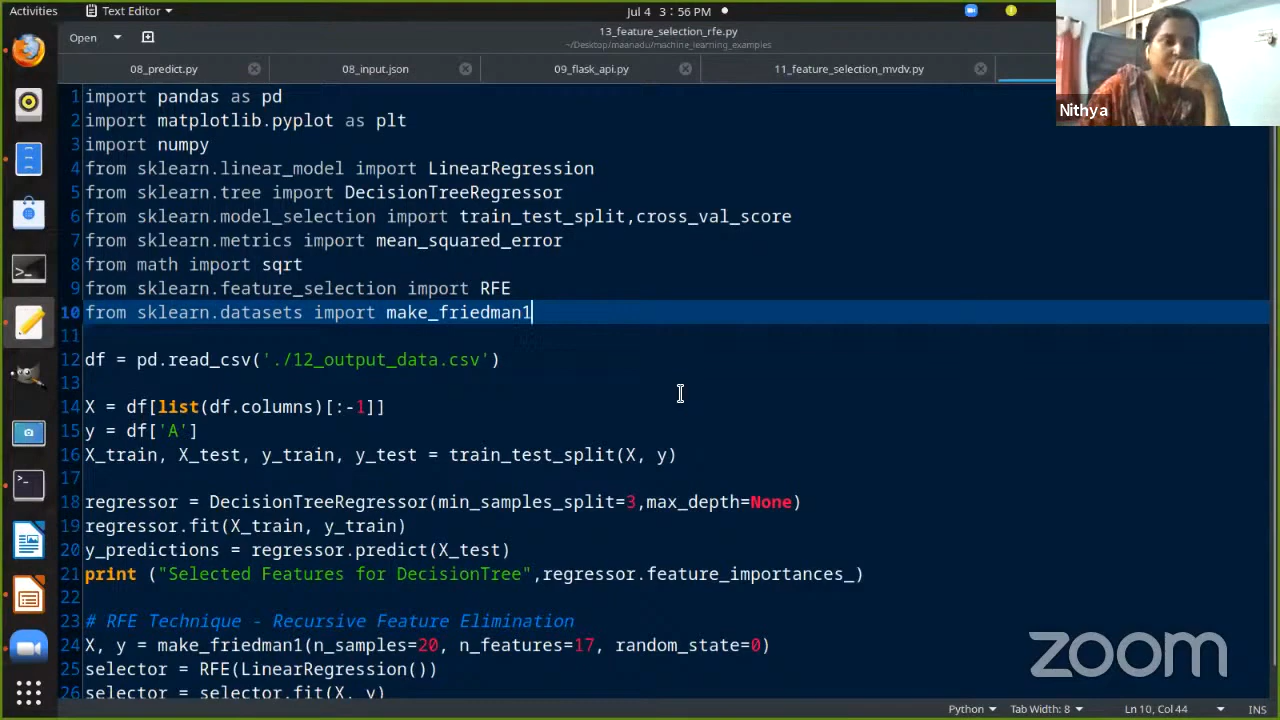 Activities
Text Editor
Jul 4 3:56 PM
Open
13_feature_selection_rfe.py
~/Desktop/maanadu/machine_learning_examples
08_predict.py
08_input.json
09_flask_api.py
11_feature_selection_mvdv.py
Nithya
1 import pandas as pd
2 import matplotlib.pyplot as plt
3 import numpy
4 from sklearn.linear_model import LinearRegression
5 from sklearn.tree import DecisionTreeRegressor
6 from sklearn.model_selection import train_test_split,cross_val_score
7 from sklearn.metrics import mean_squared_error
8 from math import sqrt
9 from sklearn.feature_selection import RFE
10 from sklearn.datasets import make_friedman1
11
12 df = pd.read_csv('./12_output_data.csv')
13
14 X = df[list(df.columns)[:-1]]
15 y = df['A']
16 X_train, X_test, y_train, y_test = train_test_split(X, y)
17
18 regressor = DecisionTreeRegressor(min_samples_split=3,max_depth=None)
19 regressor.fit(X_train, y_train)
20 y_predictions = regressor.predict(X_test)
21 print ("Selected Features for DecisionTree",regressor.feature_importances_)
22
23 # RFE Technique - Recursive Feature Elimination
24 X, y = make_friedman1(n_samples=20, n_features=17, random_state=0)
25 selector = RFE(LinearRegression())
26 selector = selector.fit(X, y)
zoom
Python
Tab Width: 8
Ln 10, Col 44
INS